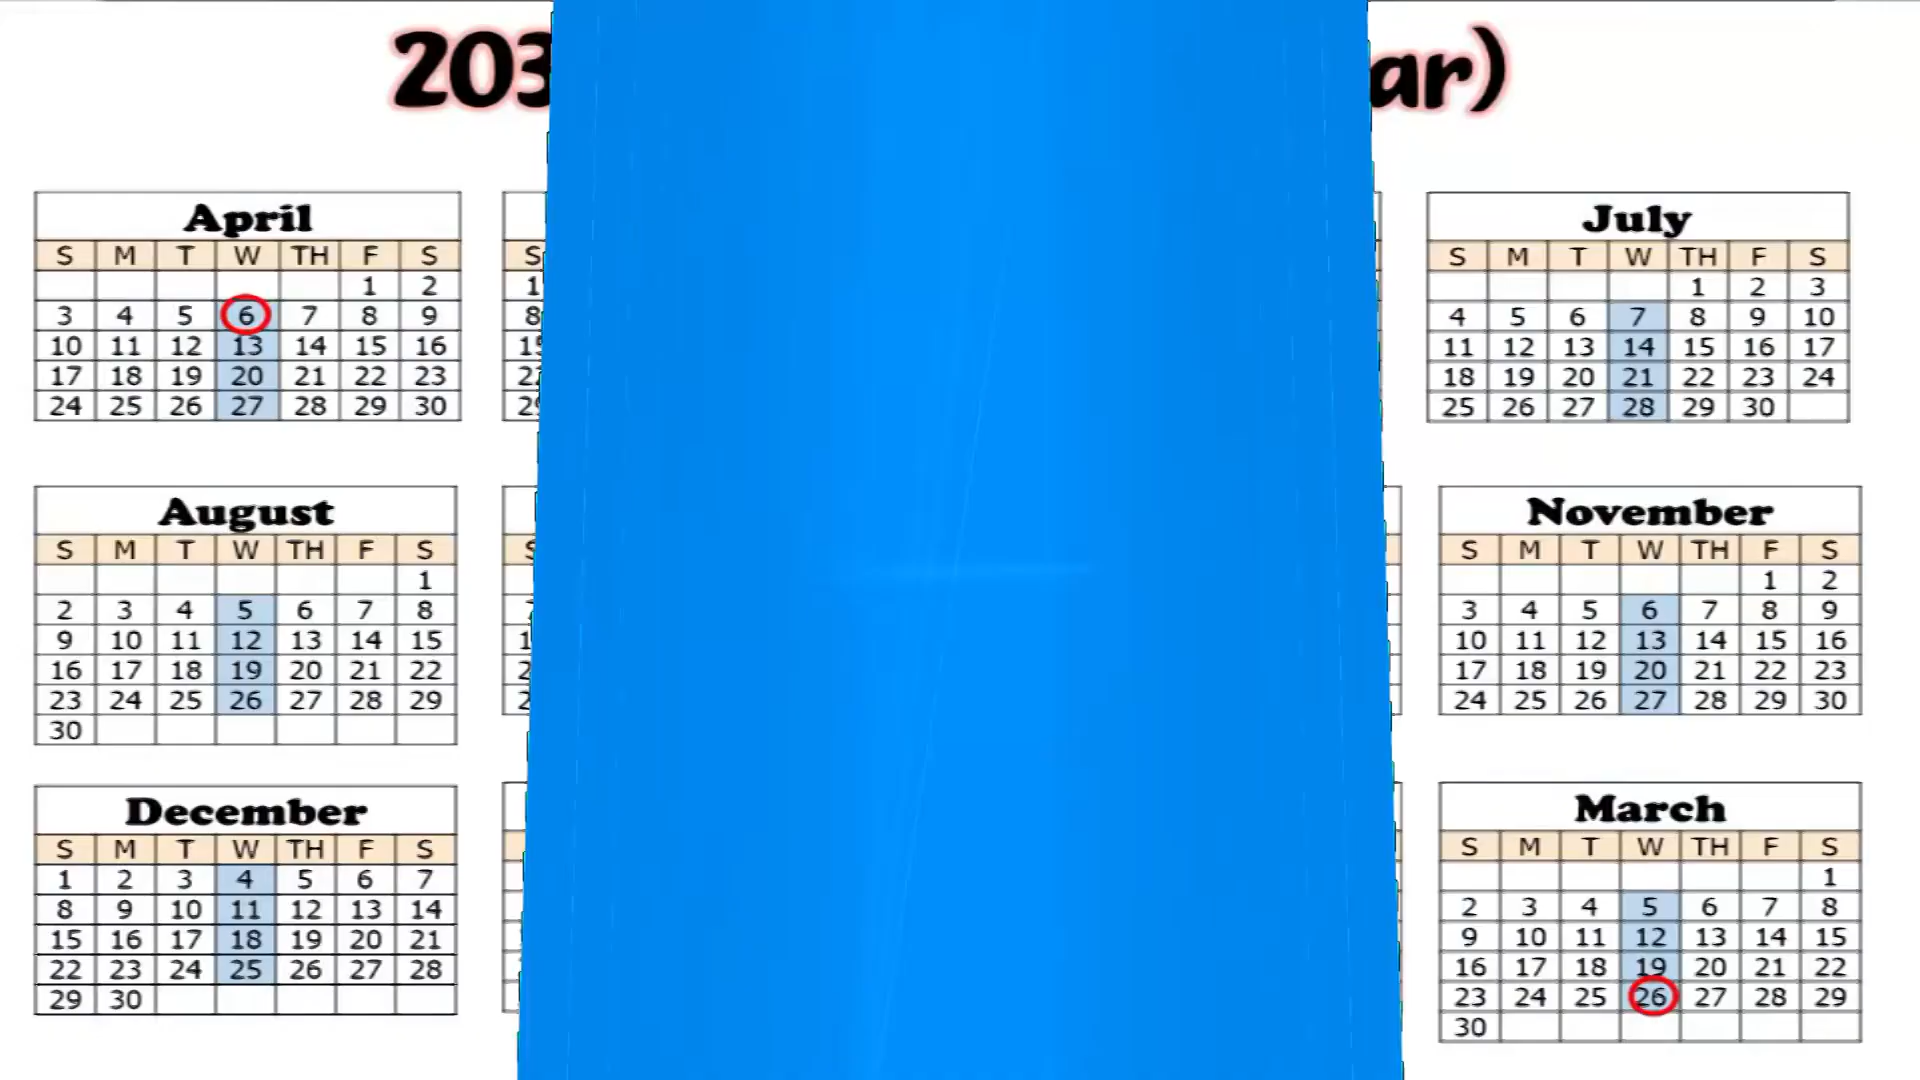 203
ar)
April
S M T W TH F S
1 2
3 4 5 6 7 8 9
10 11 12 13 14 15 16
17 18 19 20 21 22 23
24 25 26 27 28 29 30
S
1
8
July
S M T W TH F S
1 2 3
4 5 6 7 8 9 10
11 12 13 14 15 16 17
18 19 20 21 22 23 24
25 26 27 28 29 30
August
S M T W TH F S
1
2 3 4 5 6 7 8
9 10 11 12 13 14 15
16 17 18 19 20 21 22
23 24 25 26 27 28 29
30
November
S M T W TH F S
1 2
3 4 5 6 7 8 9
10 11 12 13 14 15 16
17 18 19 20 21 22 23
24 25 26 27 28 29 30
December
S M T W TH F S
1 2 3 4 5 6 7
8 9 10 11 12 13 14
15 16 17 18 19 20 21
22 23 24 25 26 27 28
29 30
March
S M T W TH F S
1
2 3 4 5 6 7 8
9 10 11 12 13 14 15
16 17 18 19 20 21 22
23 24 25 26 27 28 29
30